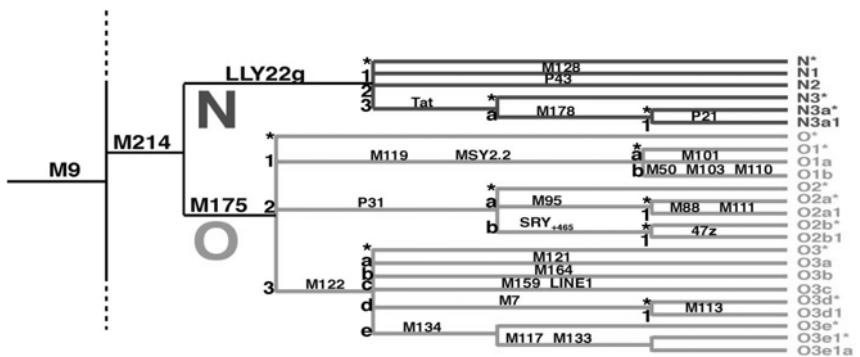 * N*
LLY22g 1 M128 N1
2 P43 N2
3 Tat * N3*
a M178 * N3a*
N 1 P21 N3a1
* O*
M214 1 M119 MSY2.2 * O1*
a M101 O1a
M9 b M50 M103 M110 O1b
* O2*
M175 2 P31 a M95 * O2a*
1 M88 M111 O2a1
O b SRY+465 * O2b*
1 47z O2b1
* O3*
a M121 O3a
b M164 O3b
3 M122 c M159 LINE1 O3c
d M7 * O3d*
1 M113 O3d1
e M134 O3e*
M117 M133 O3e1*
O3e1a